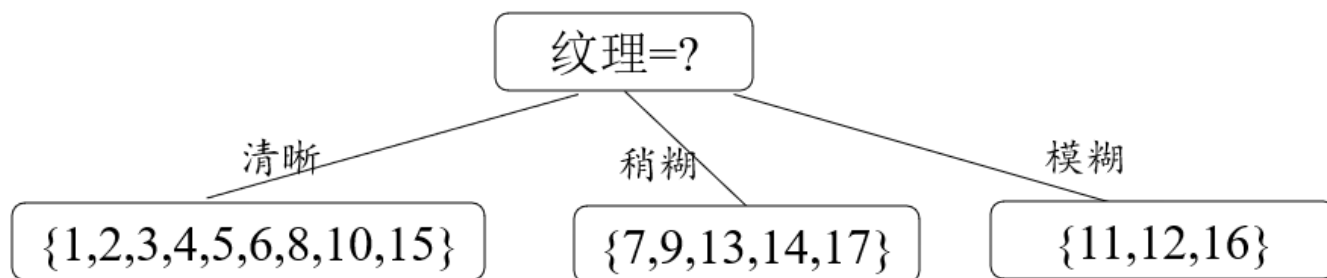 纹理=?
清晰
稍糊
模糊
{1,2,3,4,5,6,8,10,15}
{7,9,13,14,17}
{11,12,16}